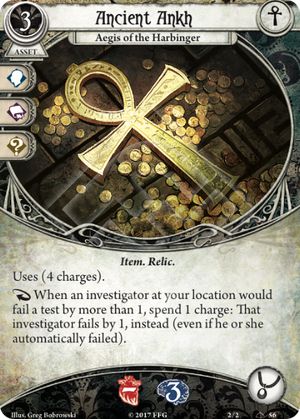 3
Ancient Ankh
Aegis of the Harbinger
ASSET
?
Item. Relic.
Uses (4 charges).
When an investigator at your location would
fail a test by more than 1, spend 1 charge: That
investigator fails by 1, instead (even if he or she
automatically failed).
3
Illus. Greg Bobrowski
© 2017 FFG
2/2
56